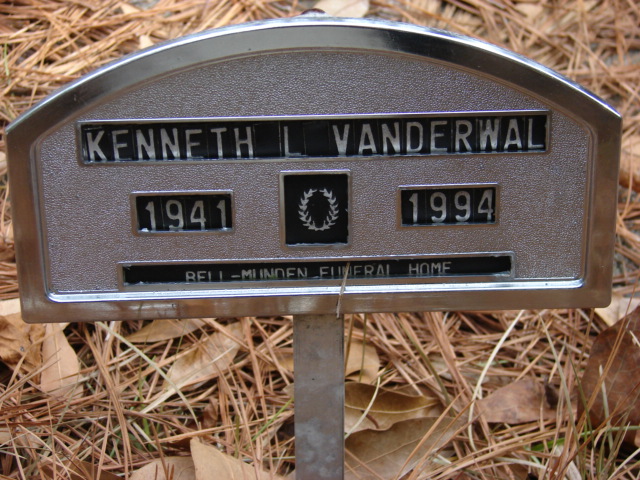 KENNETH L VANDERWAL
1941 1994
BELL-MUNDEN FUNERAL HOME